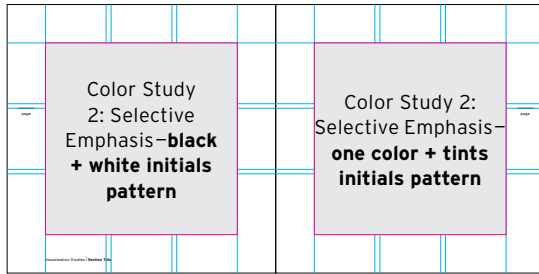 Color Study
2: Selective
Emphasis—black
+ white initials
pattern
Color Study 2:
Selective Emphasis—
one color + tints
initials pattern
page
page
Visualization Studies | Section Title